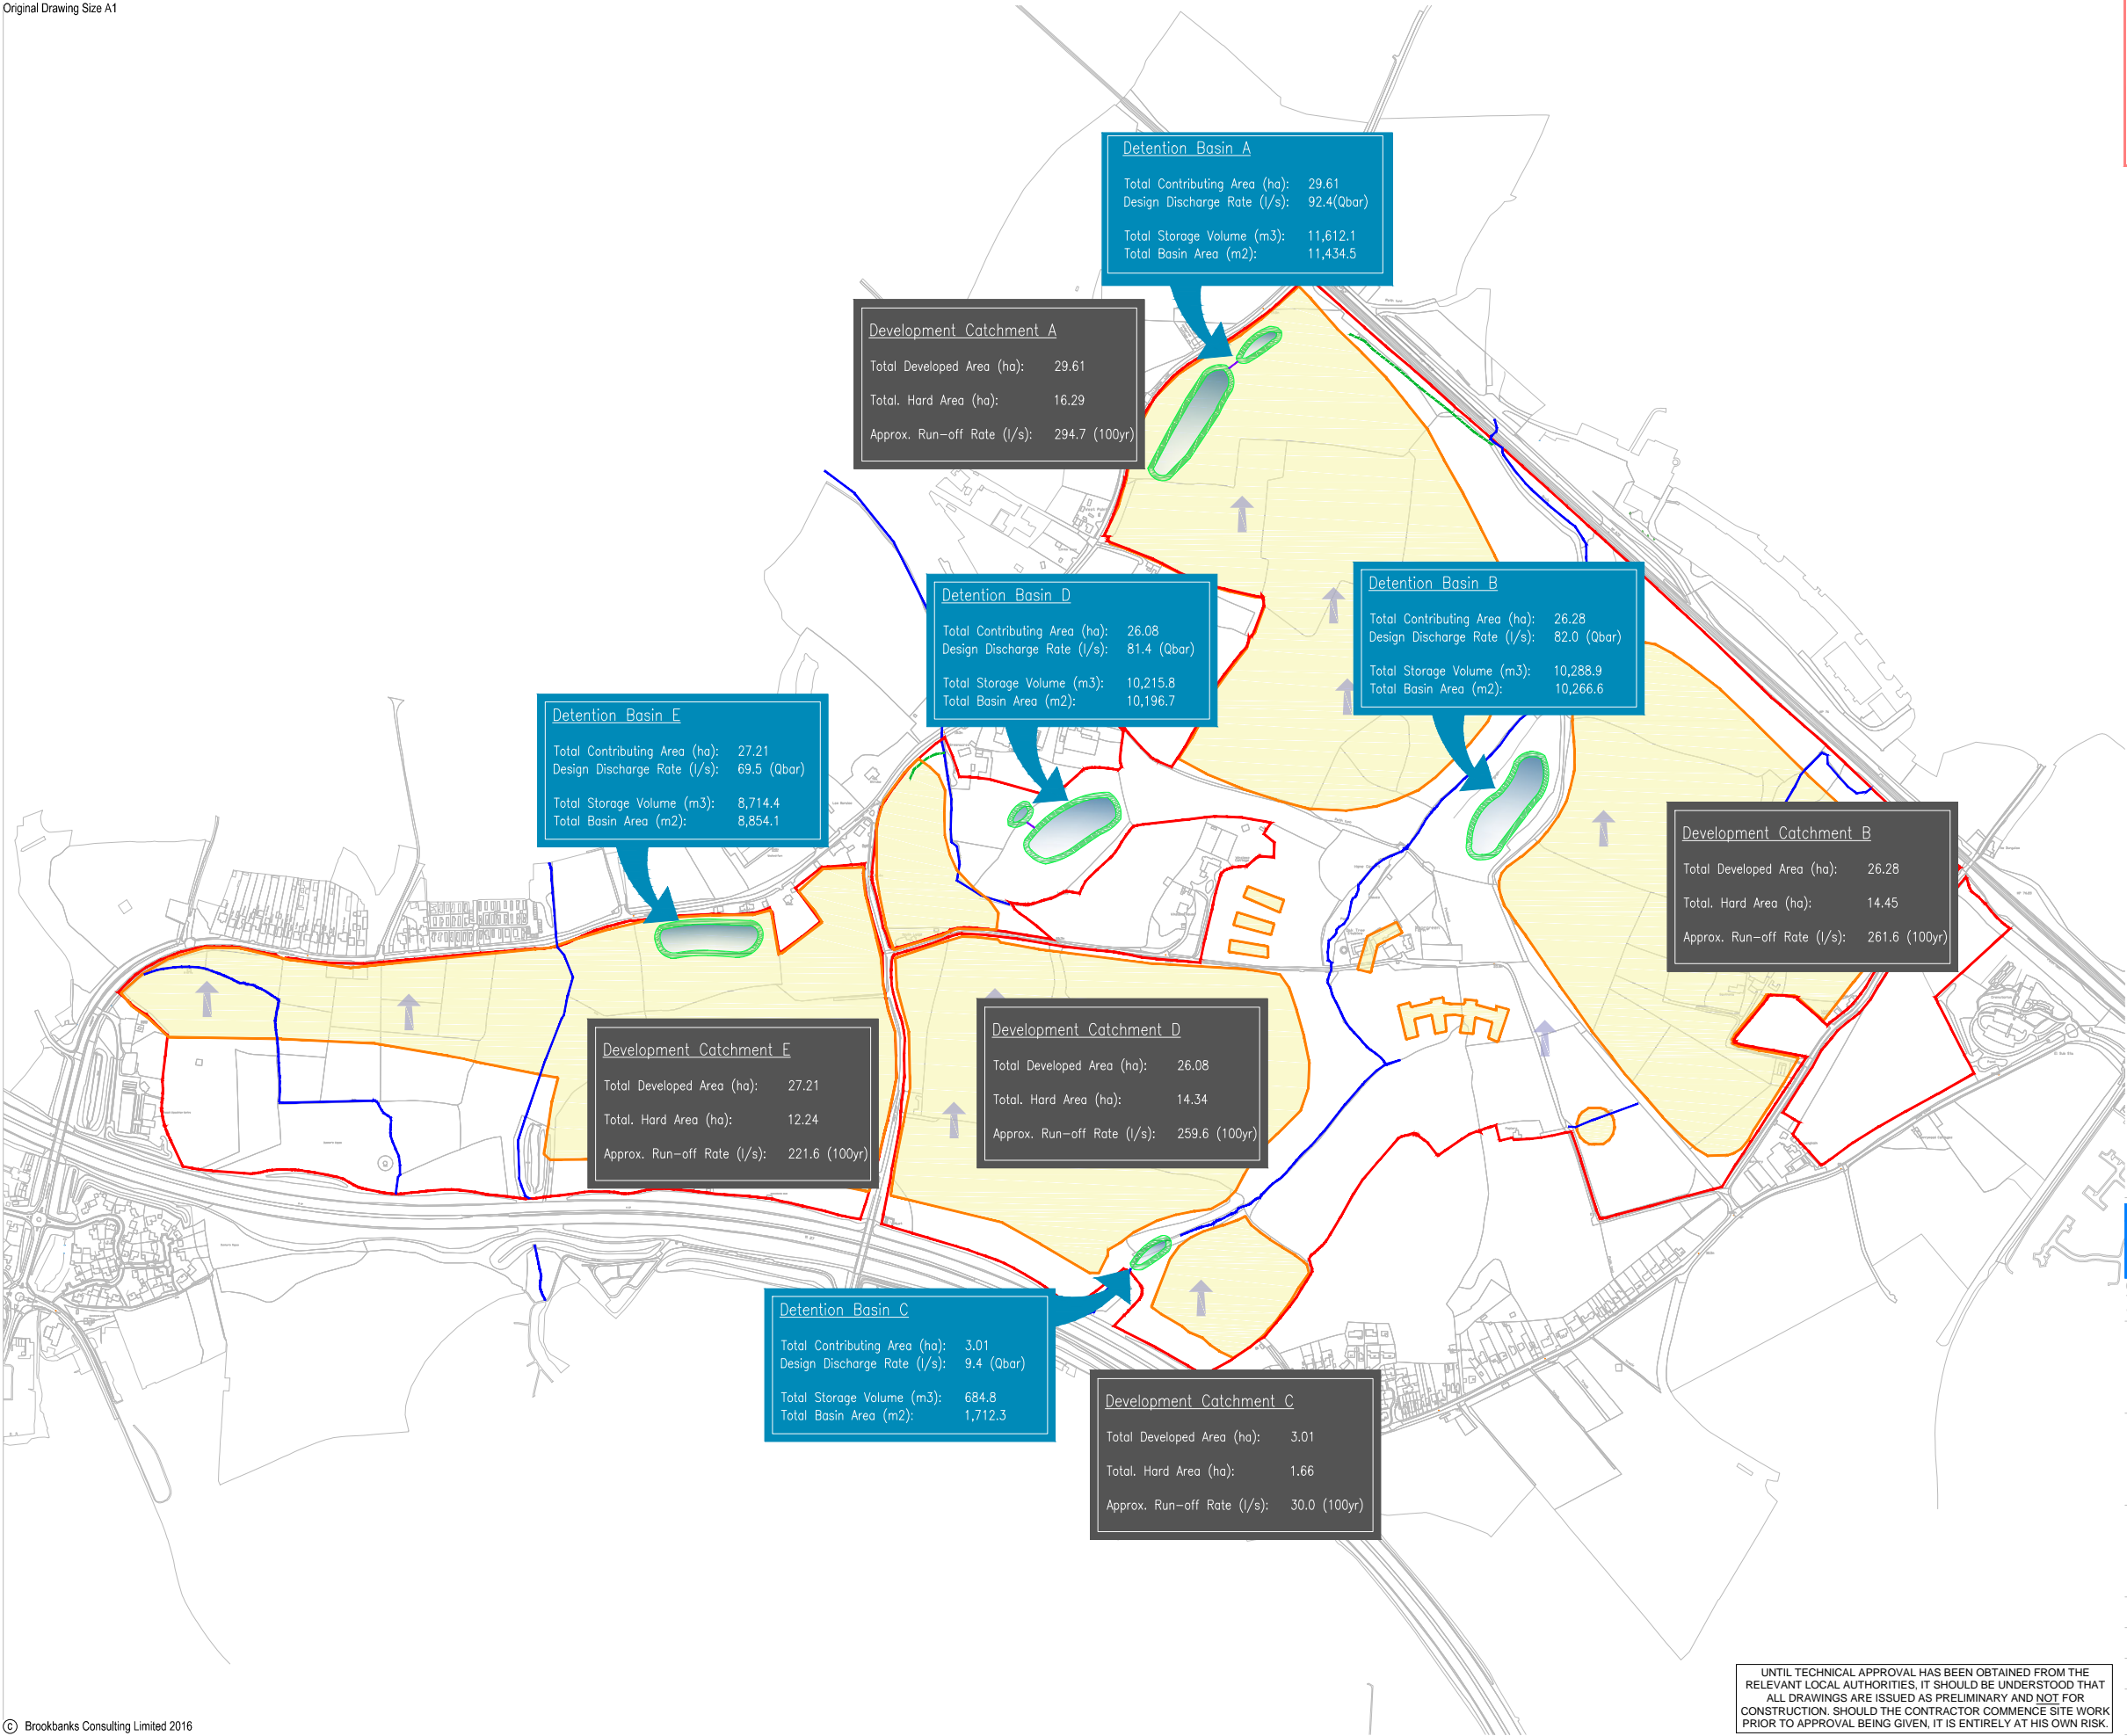 Original Drawing Size A1
Detention Basin A
Total Contributing Area (ha): 29.61
Design Discharge Rate (l/s): 92.4(Qbar)
Total Storage Volume (m3): 11,612.1
Total Basin Area (m2): 11,434.5
Development Catchment A
Total Developed Area (ha): 29.61
Total. Hard Area (ha): 16.29
Approx. Run-off Rate (l/s): 294.7 (100yr)
Detention Basin D
Total Contributing Area (ha): 26.08
Design Discharge Rate (l/s): 81.4 (Qbar)
Total Storage Volume (m3): 10,215.8
Total Basin Area (m2): 10,196.7
Detention Basin B
Total Contributing Area (ha): 26.28
Design Discharge Rate (l/s): 82.0 (Qbar)
Total Storage Volume (m3): 10,288.9
Total Basin Area (m2): 10,266.6
Detention Basin E
Total Contributing Area (ha): 27.21
Design Discharge Rate (l/s): 69.5 (Qbar)
Total Storage Volume (m3): 8,714.4
Total Basin Area (m2): 8,854.1
Development Catchment B
Total Developed Area (ha): 26.28
Total. Hard Area (ha): 14.45
Approx. Run-off Rate (l/s): 261.6 (100yr)
Development Catchment E
Total Developed Area (ha): 27.21
Total. Hard Area (ha): 12.24
Approx. Run-off Rate (l/s): 221.6 (100yr)
Development Catchment D
Total Developed Area (ha): 26.08
Total. Hard Area (ha): 14.34
Approx. Run-off Rate (l/s): 259.6 (100yr)
Detention Basin C
Total Contributing Area (ha): 3.01
Design Discharge Rate (l/s): 9.4 (Qbar)
Total Storage Volume (m3): 684.8
Total Basin Area (m2): 1,712.3
Development Catchment C
Total Developed Area (ha): 3.01
Total. Hard Area (ha): 1.66
Approx. Run-off Rate (l/s): 30.0 (100yr)
UNTIL TECHNICAL APPROVAL HAS BEEN OBTAINED FROM THE
RELEVANT LOCAL AUTHORITIES, IT SHOULD BE UNDERSTOOD THAT
ALL DRAWINGS ARE ISSUED AS PRELIMINARY AND NOT FOR
CONSTRUCTION. SHOULD THE CONTRACTOR COMMENCE SITE WORK
PRIOR TO APPROVAL BEING GIVEN, IT IS ENTIRELY AT HIS OWN RISK.
© Brookbanks Consulting Limited 2016